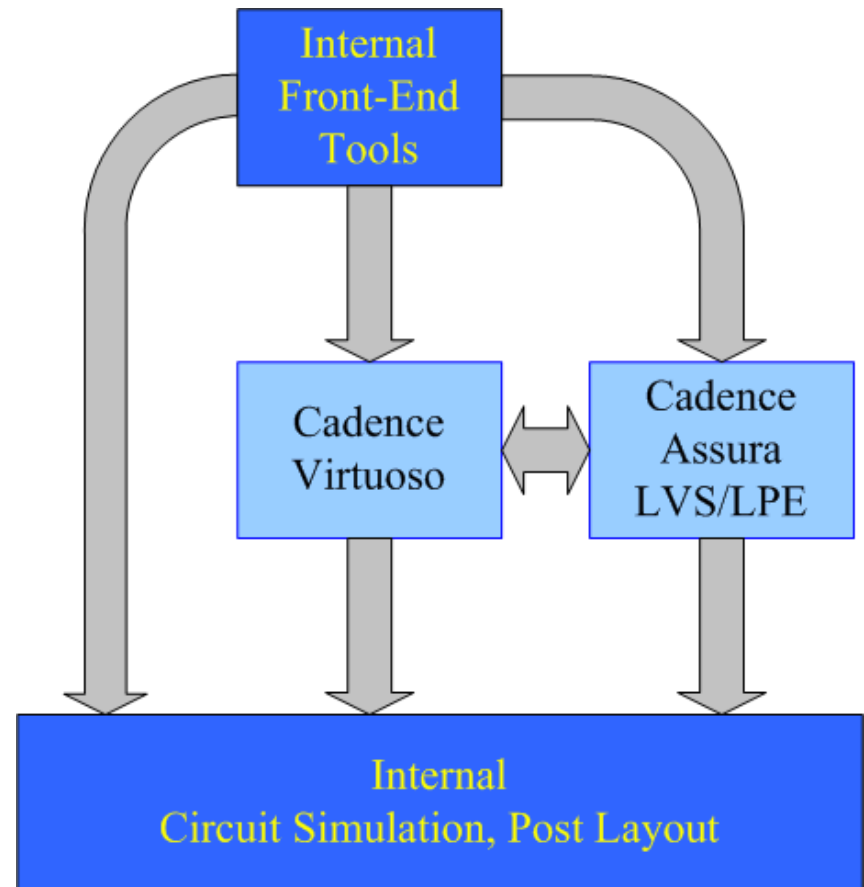 Internal
Front-End
Tools
Cadence
Virtuoso
Cadence
Assura
LVS/LPE
Internal
Circuit Simulation, Post Layout